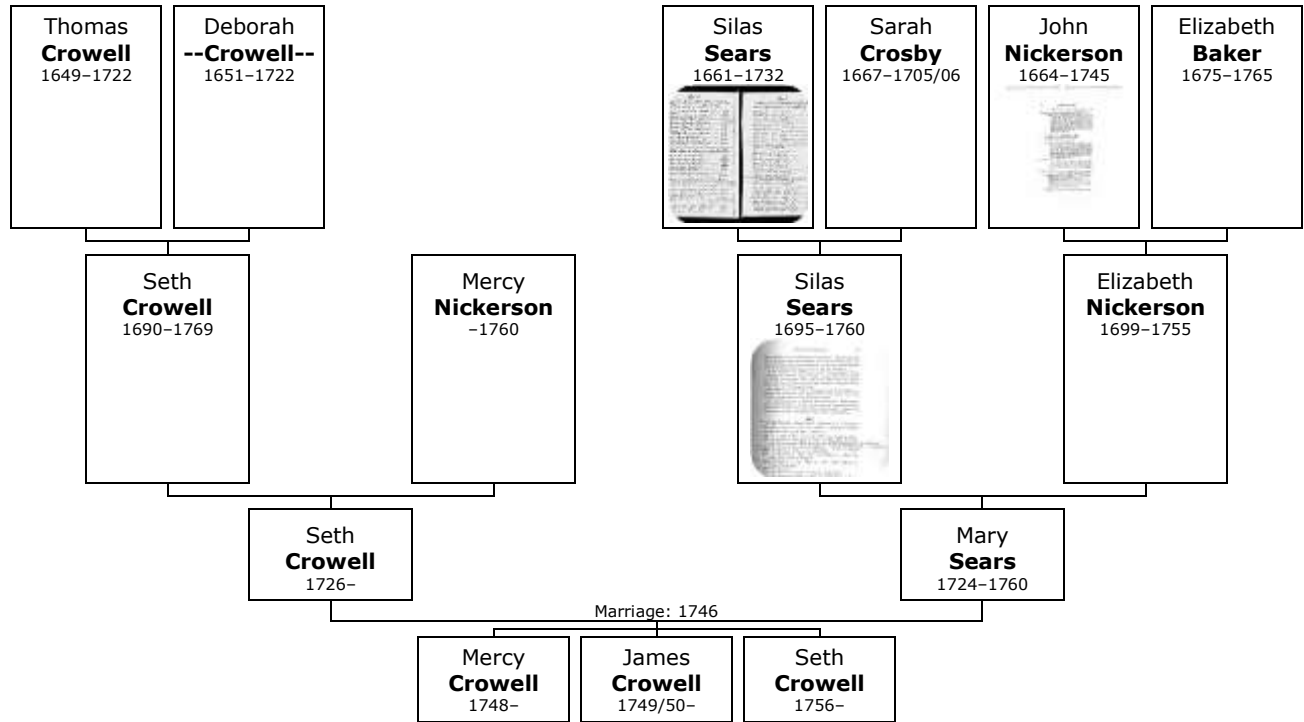 Thomas
Crowell
1649–1722
Deborah
--Crowell--
1651–1722
Silas
Sears
1661–1732
Sarah
Crosby
1667–1705/06
John
Nickerson
1664–1745
Elizabeth
Baker
1675–1765
Seth
Crowell
1690–1769
Mercy
Nickerson
–1760
Silas
Sears
1695–1760
Elizabeth
Nickerson
1699–1755
Seth
Crowell
1726–
Mary
Sears
1724–1760
Marriage: 1746
Mercy
Crowell
1748–
James
Crowell
1749/50–
Seth
Crowell
1756–